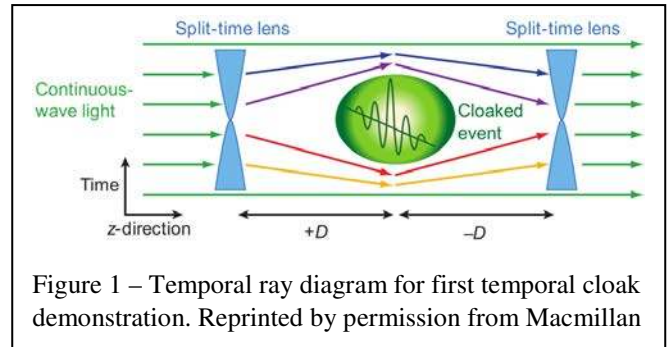 Split-time lens Split-time lens
Continuous-
wave light
Cloaked
event
Time
z-direction
+D
–D
Figure 1 – Temporal ray diagram for first temporal cloak
demonstration. Reprinted by permission from Macmillan